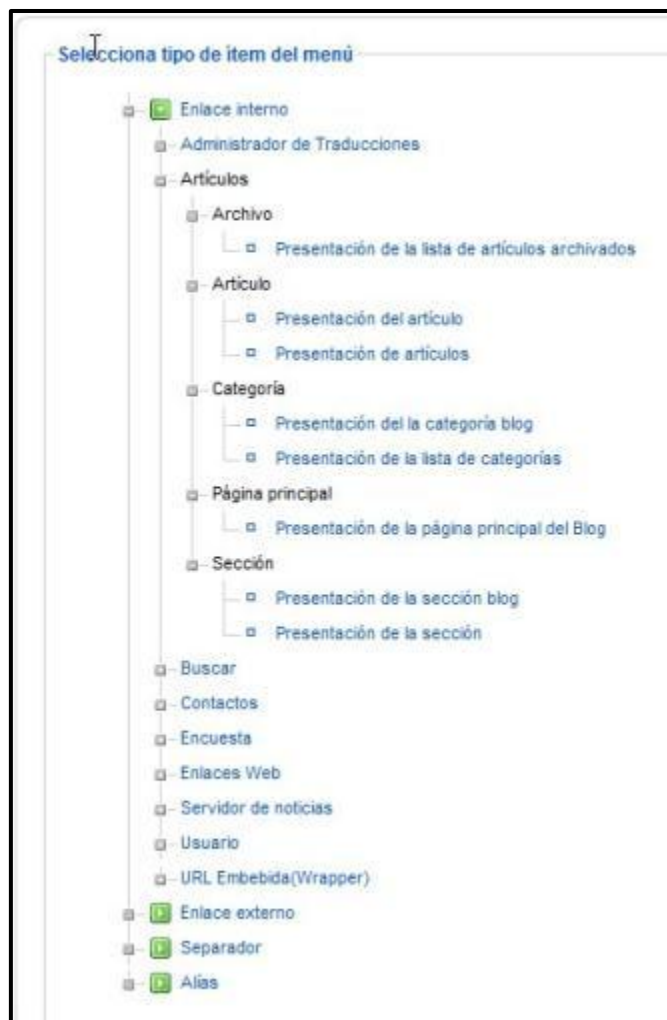 Selecciona tipo de ítem del menú
Enlace interno
Administrador de Traducciones
Artículos
Archivo
Presentación de la lista de artículos archivados
Artículo
Presentación del artículo
Presentación de artículos
Categoría
Presentación del la categoría blog
Presentación de la lista de categorías
Página principal
Presentación de la página principal del Blog
Sección
Presentación de la sección blog
Presentación de la sección
Buscar
Contactos
Encuesta
Enlaces Web
Servidor de noticias
Usuario
URL Embebida(Wrapper)
Enlace externo
Separador
Alías